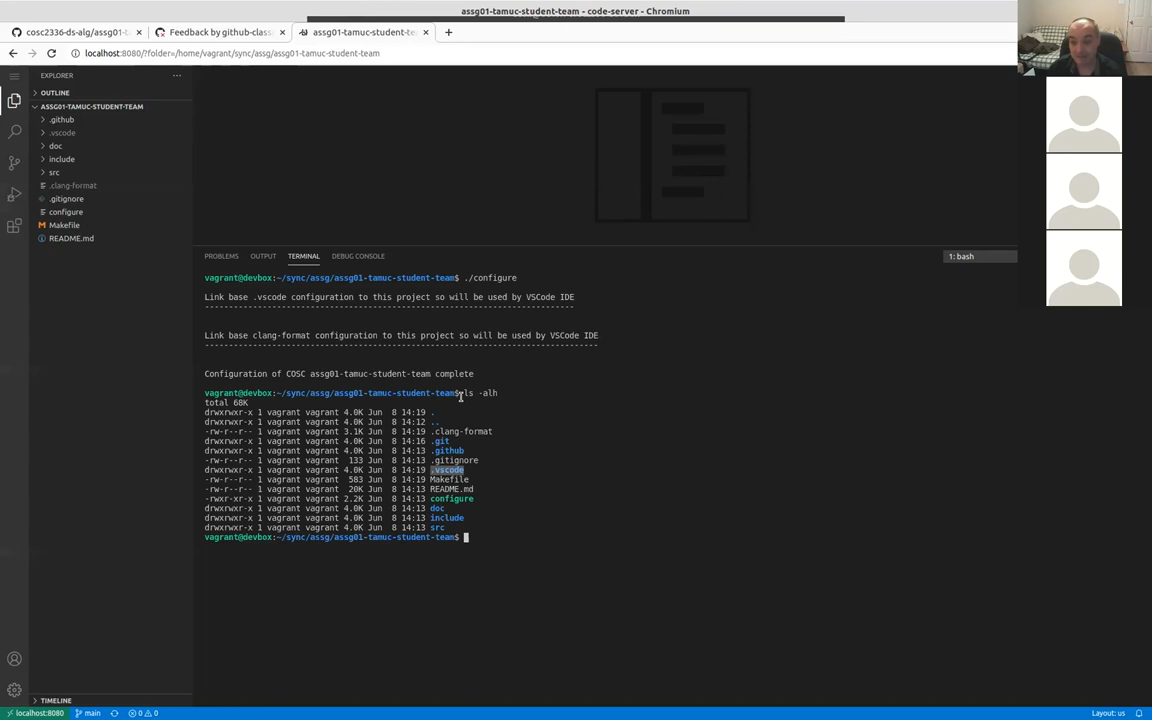 assg01-tamuc-student-team - code-server - Chromium
cosc2336-ds-alg/assg01-t
Feedback by github-class
assg01-tamuc-student-te
localhost:8080/?folder=/home/vagrant/sync/assg/assg01-tamuc-student-team
EXPLORER
OUTLINE
ASSG01-TAMUC-STUDENT-TEAM
.github
.vscode
doc
include
src
.clang-format
.gitignore
configure
Makefile
README.md
PROBLEMS OUTPUT TERMINAL DEBUG CONSOLE 1: bash
vagrant@devbox:~/sync/assg/assg01-tamuc-student-team$ ./configure
Link base .vscode configuration to this project so will be used by VSCode IDE
-----------------------------------------------------------------------------
Link base clang-format configuration to this project so will be used by VSCode IDE
----------------------------------------------------------------------------------
Configuration of COSC assg01-tamuc-student-team complete
vagrant@devbox:~/sync/assg/assg01-tamuc-student-team$ ls -alh
total 68K
drwxrwxr-x 1 vagrant vagrant 4.0K Jun  8 14:19 .
drwxrwxr-x 1 vagrant vagrant 4.0K Jun  8 14:12 ..
-rw-r--r-- 1 vagrant vagrant 3.1K Jun  8 14:19 .clang-format
drwxrwxr-x 1 vagrant vagrant 4.0K Jun  8 14:16 .git
drwxrwxr-x 1 vagrant vagrant 4.0K Jun  8 14:13 .github
-rw-r--r-- 1 vagrant vagrant  133 Jun  8 14:13 .gitignore
drwxrwxr-x 1 vagrant vagrant 4.0K Jun  8 14:19 .vscode
-rw-r--r-- 1 vagrant vagrant  583 Jun  8 14:19 Makefile
-rw-r--r-- 1 vagrant vagrant  20K Jun  8 14:13 README.md
-rwxrwxr-x 1 vagrant vagrant 2.2K Jun  8 14:13 configure
drwxrwxr-x 1 vagrant vagrant 4.0K Jun  8 14:13 doc
drwxrwxr-x 1 vagrant vagrant 4.0K Jun  8 14:13 include
drwxrwxr-x 1 vagrant vagrant 4.0K Jun  8 14:13 src
vagrant@devbox:~/sync/assg/assg01-tamuc-student-team$
TIMELINE
localhost:8080 main 0 0 Layout: us